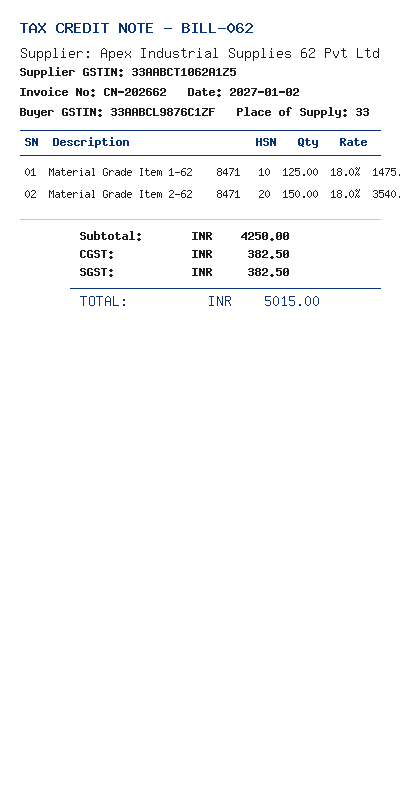 TAX CREDIT NOTE - BILL-062
Supplier: Apex Industrial Supplies 62 Pvt Ltd
Supplier GSTIN: 33AABCT1062A1Z5
Invoice No: CN-202662 Date: 2027-01-02
Buyer GSTIN: 33AABCL9876C1ZF Place of Supply: 33
SN Description HSN Qty Rate
01 Material Grade Item 1-62 8471 10 125.00 18.0% 1475.
02 Material Grade Item 2-62 8471 20 150.00 18.0% 3540.
Subtotal: INR 4250.00
CGST: INR 382.50
SGST: INR 382.50
TOTAL: INR 5015.00